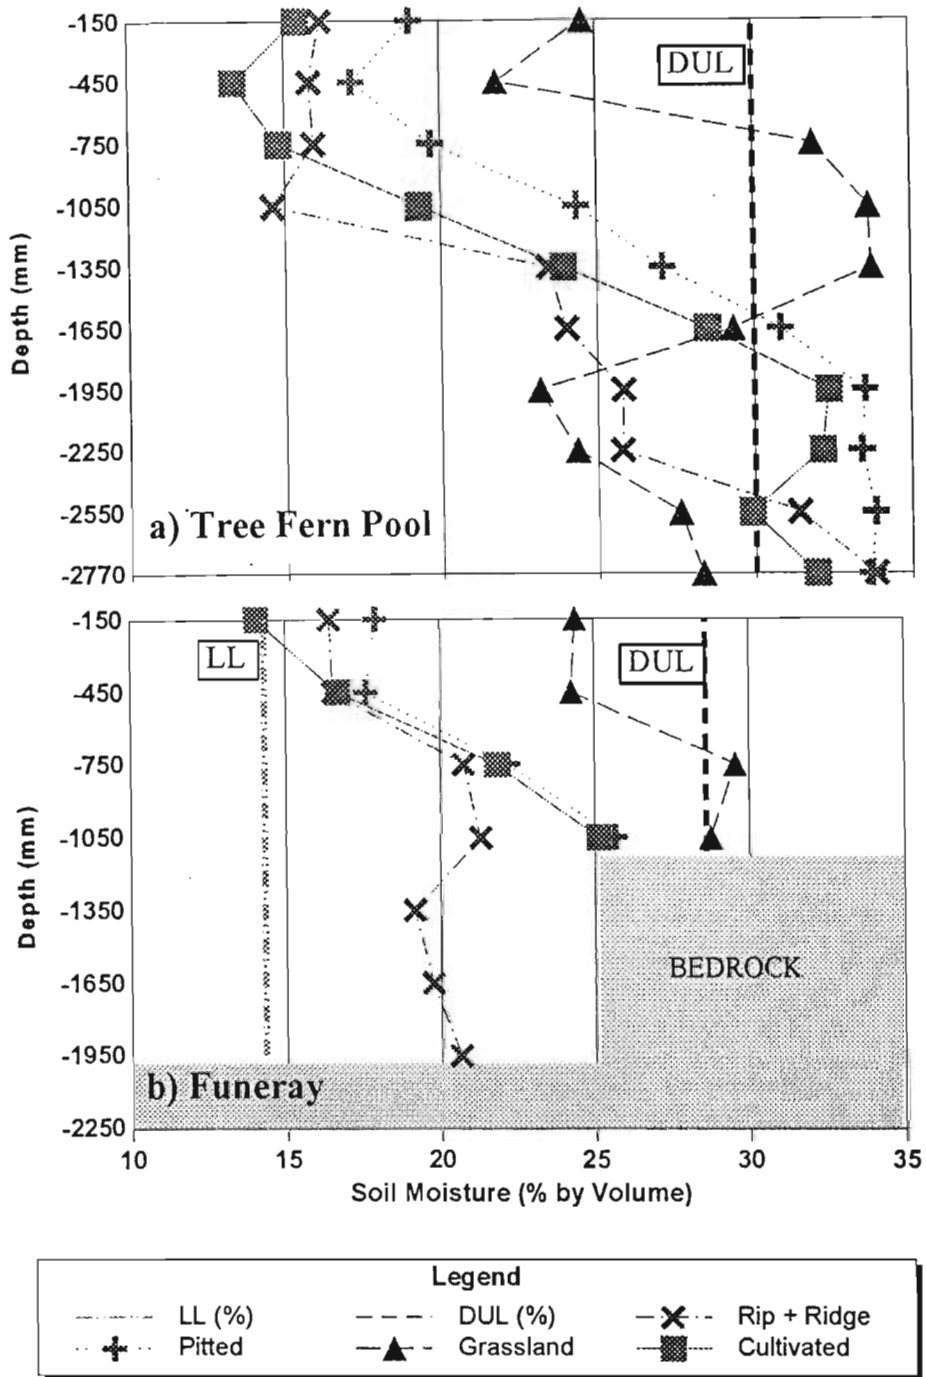 -150
-450
-750
-1050
-1350
-1650
-1950
-2250
-2550
-2770
Depth (mm)
DUL
a) Tree Fern Pool
-150
-450
-750
-1050
-1350
-1650
-1950
-2250
Depth (mm)
LL
DUL
BEDROCK
b) Funeray
10 15 20 25 30 35
Soil Moisture (% by Volume)
Legend
LL (%) DUL (%) Rip + Ridge
Pitted Grassland Cultivated